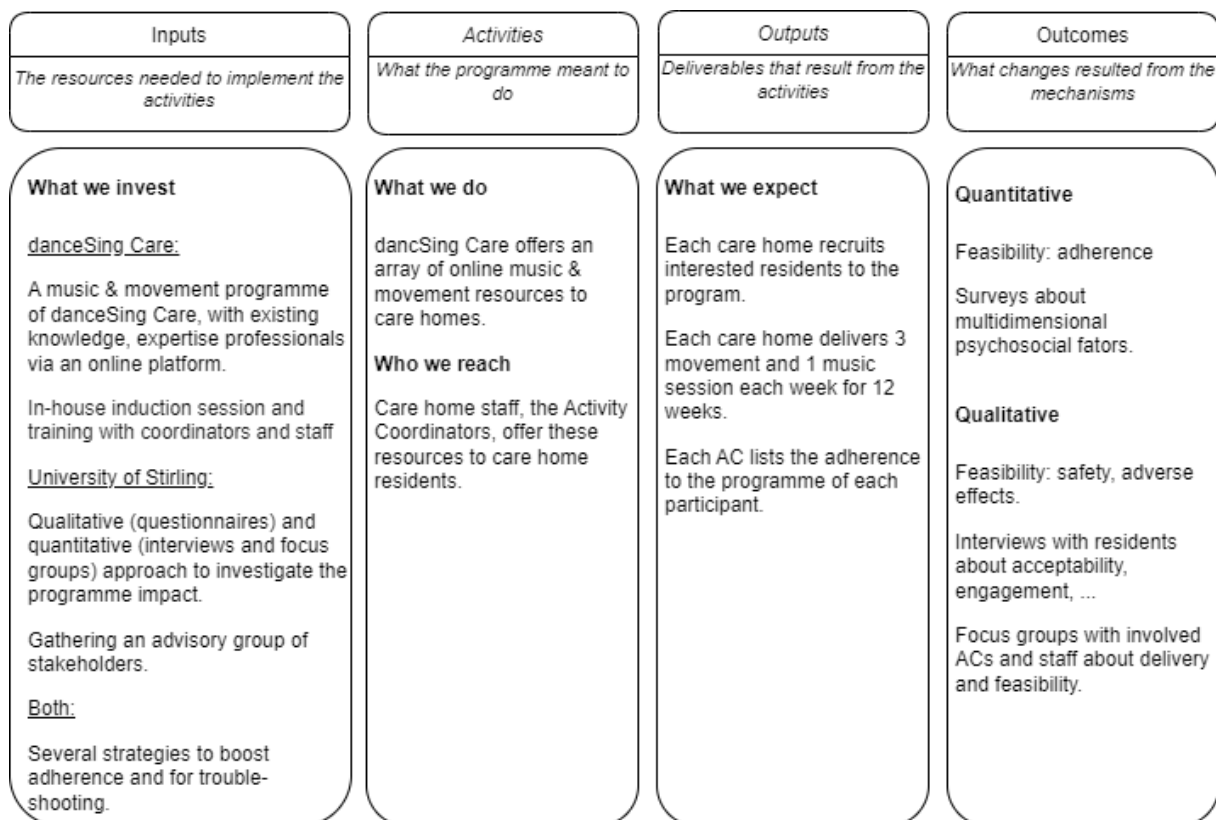 Inputs
The resources needed to implement the
activities
What we invest
danceSing Care:
A music & movement programme
of danceSing Care, with existing
knowledge, expertise professionals
via an online platform.
In-house induction session and
training with coordinators and staff
University of Stirling:
Qualitative (questionnaires) and
quantitative (interviews and focus
groups) approach to investigate the
programme impact.
Gathering an advisory group of
stakeholders.
Both:
Several strategies to boost
adherence and for trouble-
shooting.
Activities
What the programme meant to
do
What we do
dancSing Care offers an
array of online music &
movement resources to
care homes.
Who we reach
Care home staff, the Activity
Coordinators, offer these
resources to care home
residents.
Outputs
Deliverables that result from the
activities
What we expect
Each care home recruits
interested residents to the
program.
Each care home delivers 3
movement and 1 music
session each week for 12
weeks.
Each AC lists the adherence
to the programme of each
participant.
Outcomes
What changes resulted from the
mechanisms
Quantitative
Feasibility: adherence
Surveys about
multidimensional
psychosocial fators.
Qualitative
Feasibility: safety, adverse
effects.
Interviews with residents
about acceptability,
engagement, ...
Focus groups with involved
ACs and staff about delivery
and feasibility.